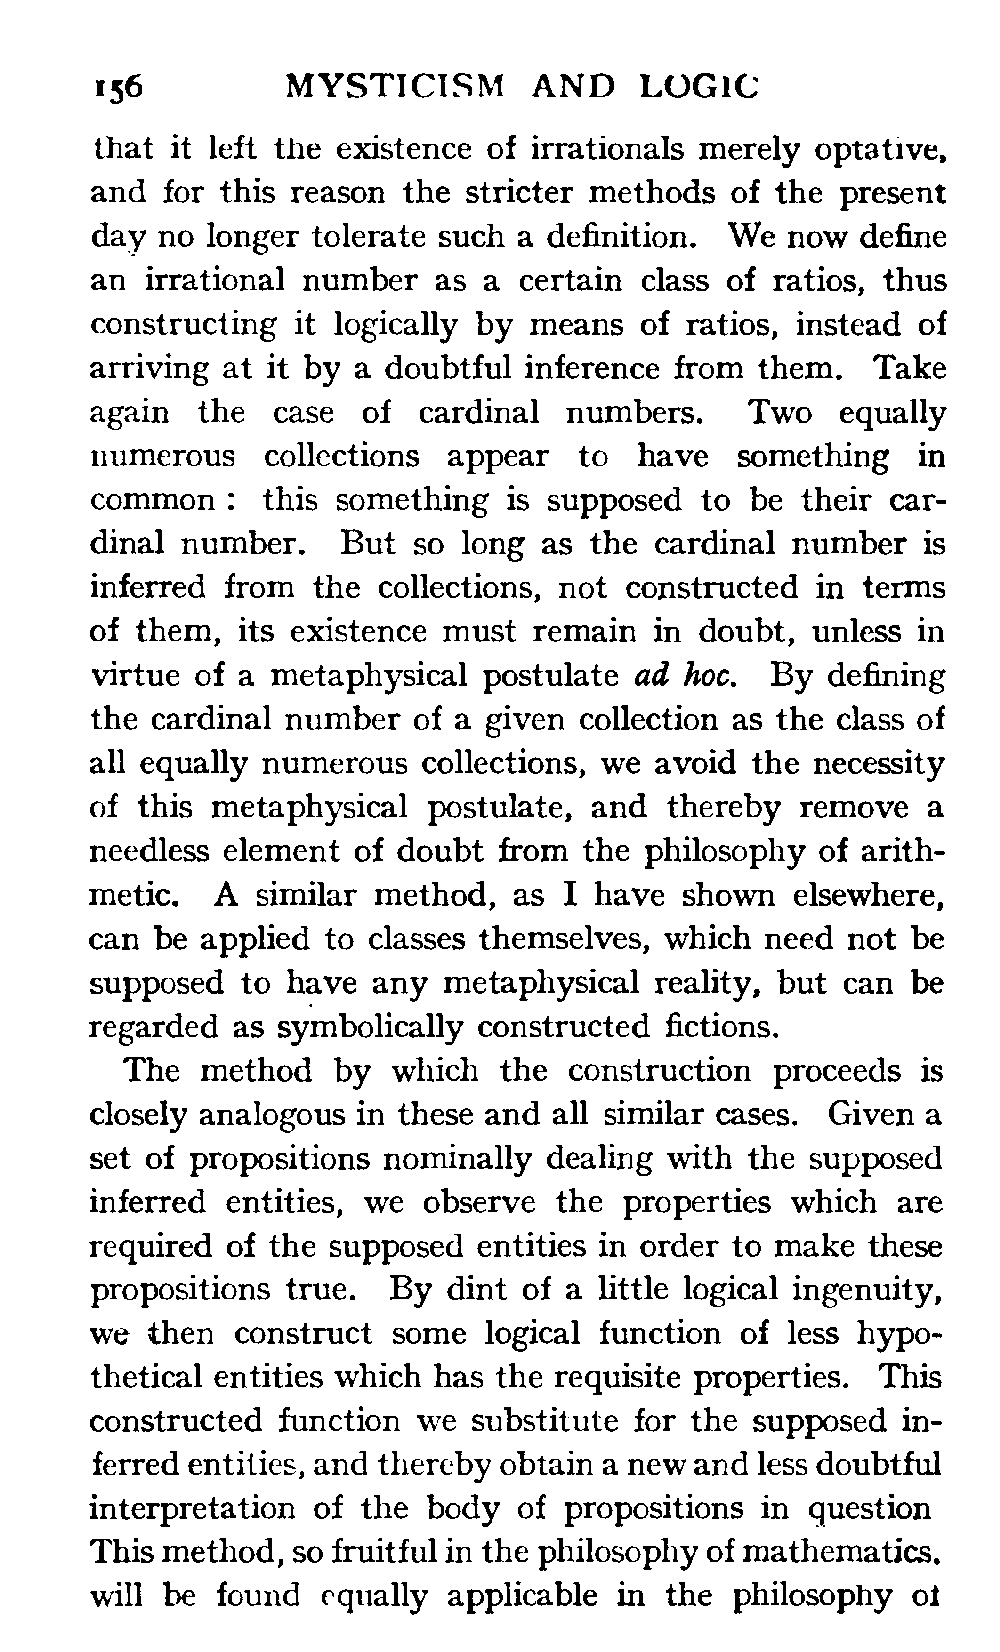 156 MYSTICISM AND LOGIC
that it left the existence of irrationals merely optative,
and for this reason the stricter methods of the present
day no longer tolerate such a definition. We now define
an irrational number as a certain class of ratios, thus
constructing it logically by means of ratios, instead of
arriving at it by a doubtful inference from them. Take
again the case of cardinal numbers. Two equally
numerous collections appear to have something in
common : this something is supposed to be their car-
dinal number. But so long as the cardinal number is
inferred from the collections, not constructed in terms
of them, its existence must remain in doubt, unless in
virtue of a metaphysical postulate ad hoc. By defining
the cardinal number of a given collection as the class of
all equally numerous collections, we avoid the necessity
of this metaphysical postulate, and thereby remove a
needless element of doubt from the philosophy of arith-
metic. A similar method, as I have shown elsewhere,
can be applied to classes themselves, which need not be
supposed to have any metaphysical reality, but can be
regarded as symbolically constructed fictions.
The method by which the construction proceeds is
closely analogous in these and all similar cases. Given a
set of propositions nominally dealing with the supposed
inferred entities, we observe the properties which are
required of the supposed entities in order to make these
propositions true. By dint of a little logical ingenuity,
we then construct some logical function of less hypo-
thetical entities which has the requisite properties. This
constructed function we substitute for the supposed in-
ferred entities, and thereby obtain a new and less doubtful
interpretation of the body of propositions in question
This method, so fruitful in the philosophy of mathematics.
will be found equally applicable in the philosophy of